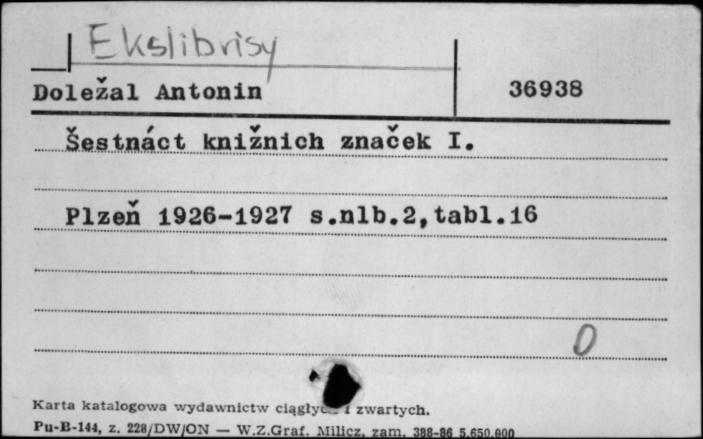 Ekslibrisy
Doležal Antonin 36938
Šestnáct knižnich značek I.
Plzeň 1926-1927 s.nlb.2,tabl.16
0
Karta katalogowa wydawnictw ciągłych i zwartych.
Pu-B-144, z. 228/DW/ON — W.Z.Graf. Milicz, zam. 388-86 5.650.000